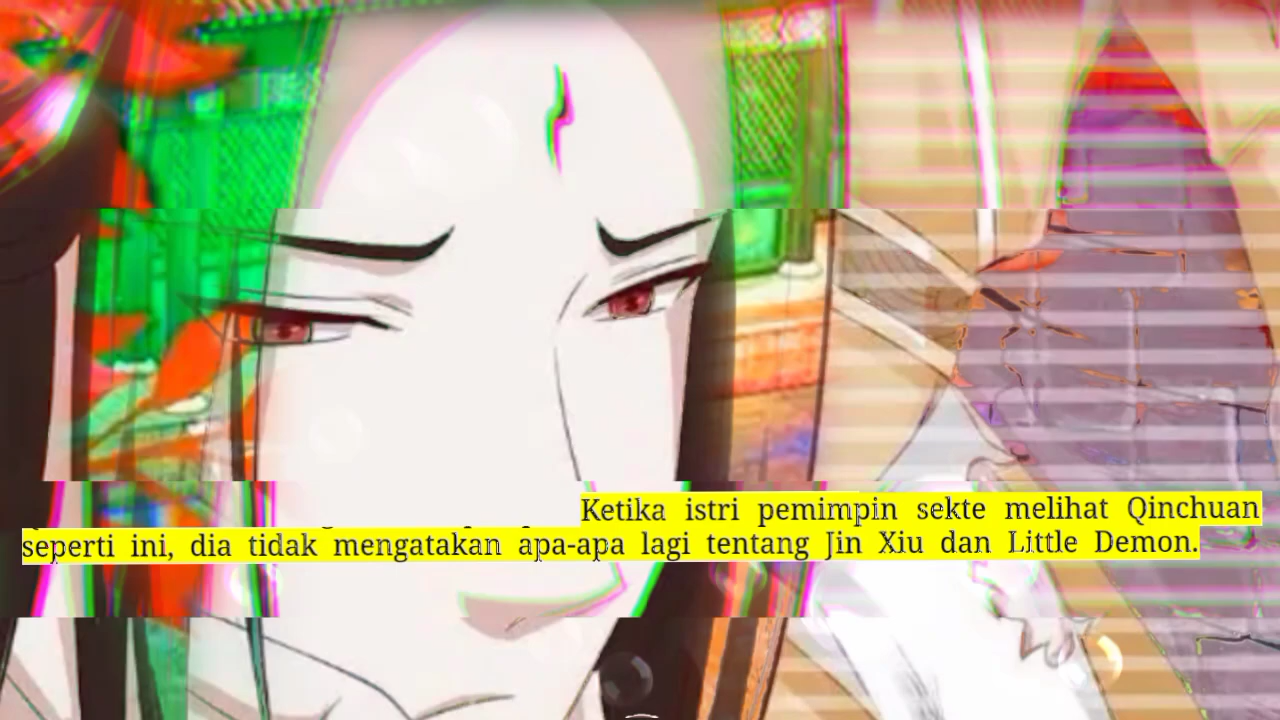 Ketika istri pemimpin sekte melihat Qinchuan
seperti ini, dia tidak mengatakan apa-apa lagi tentang Jin Xiu dan Little Demon.